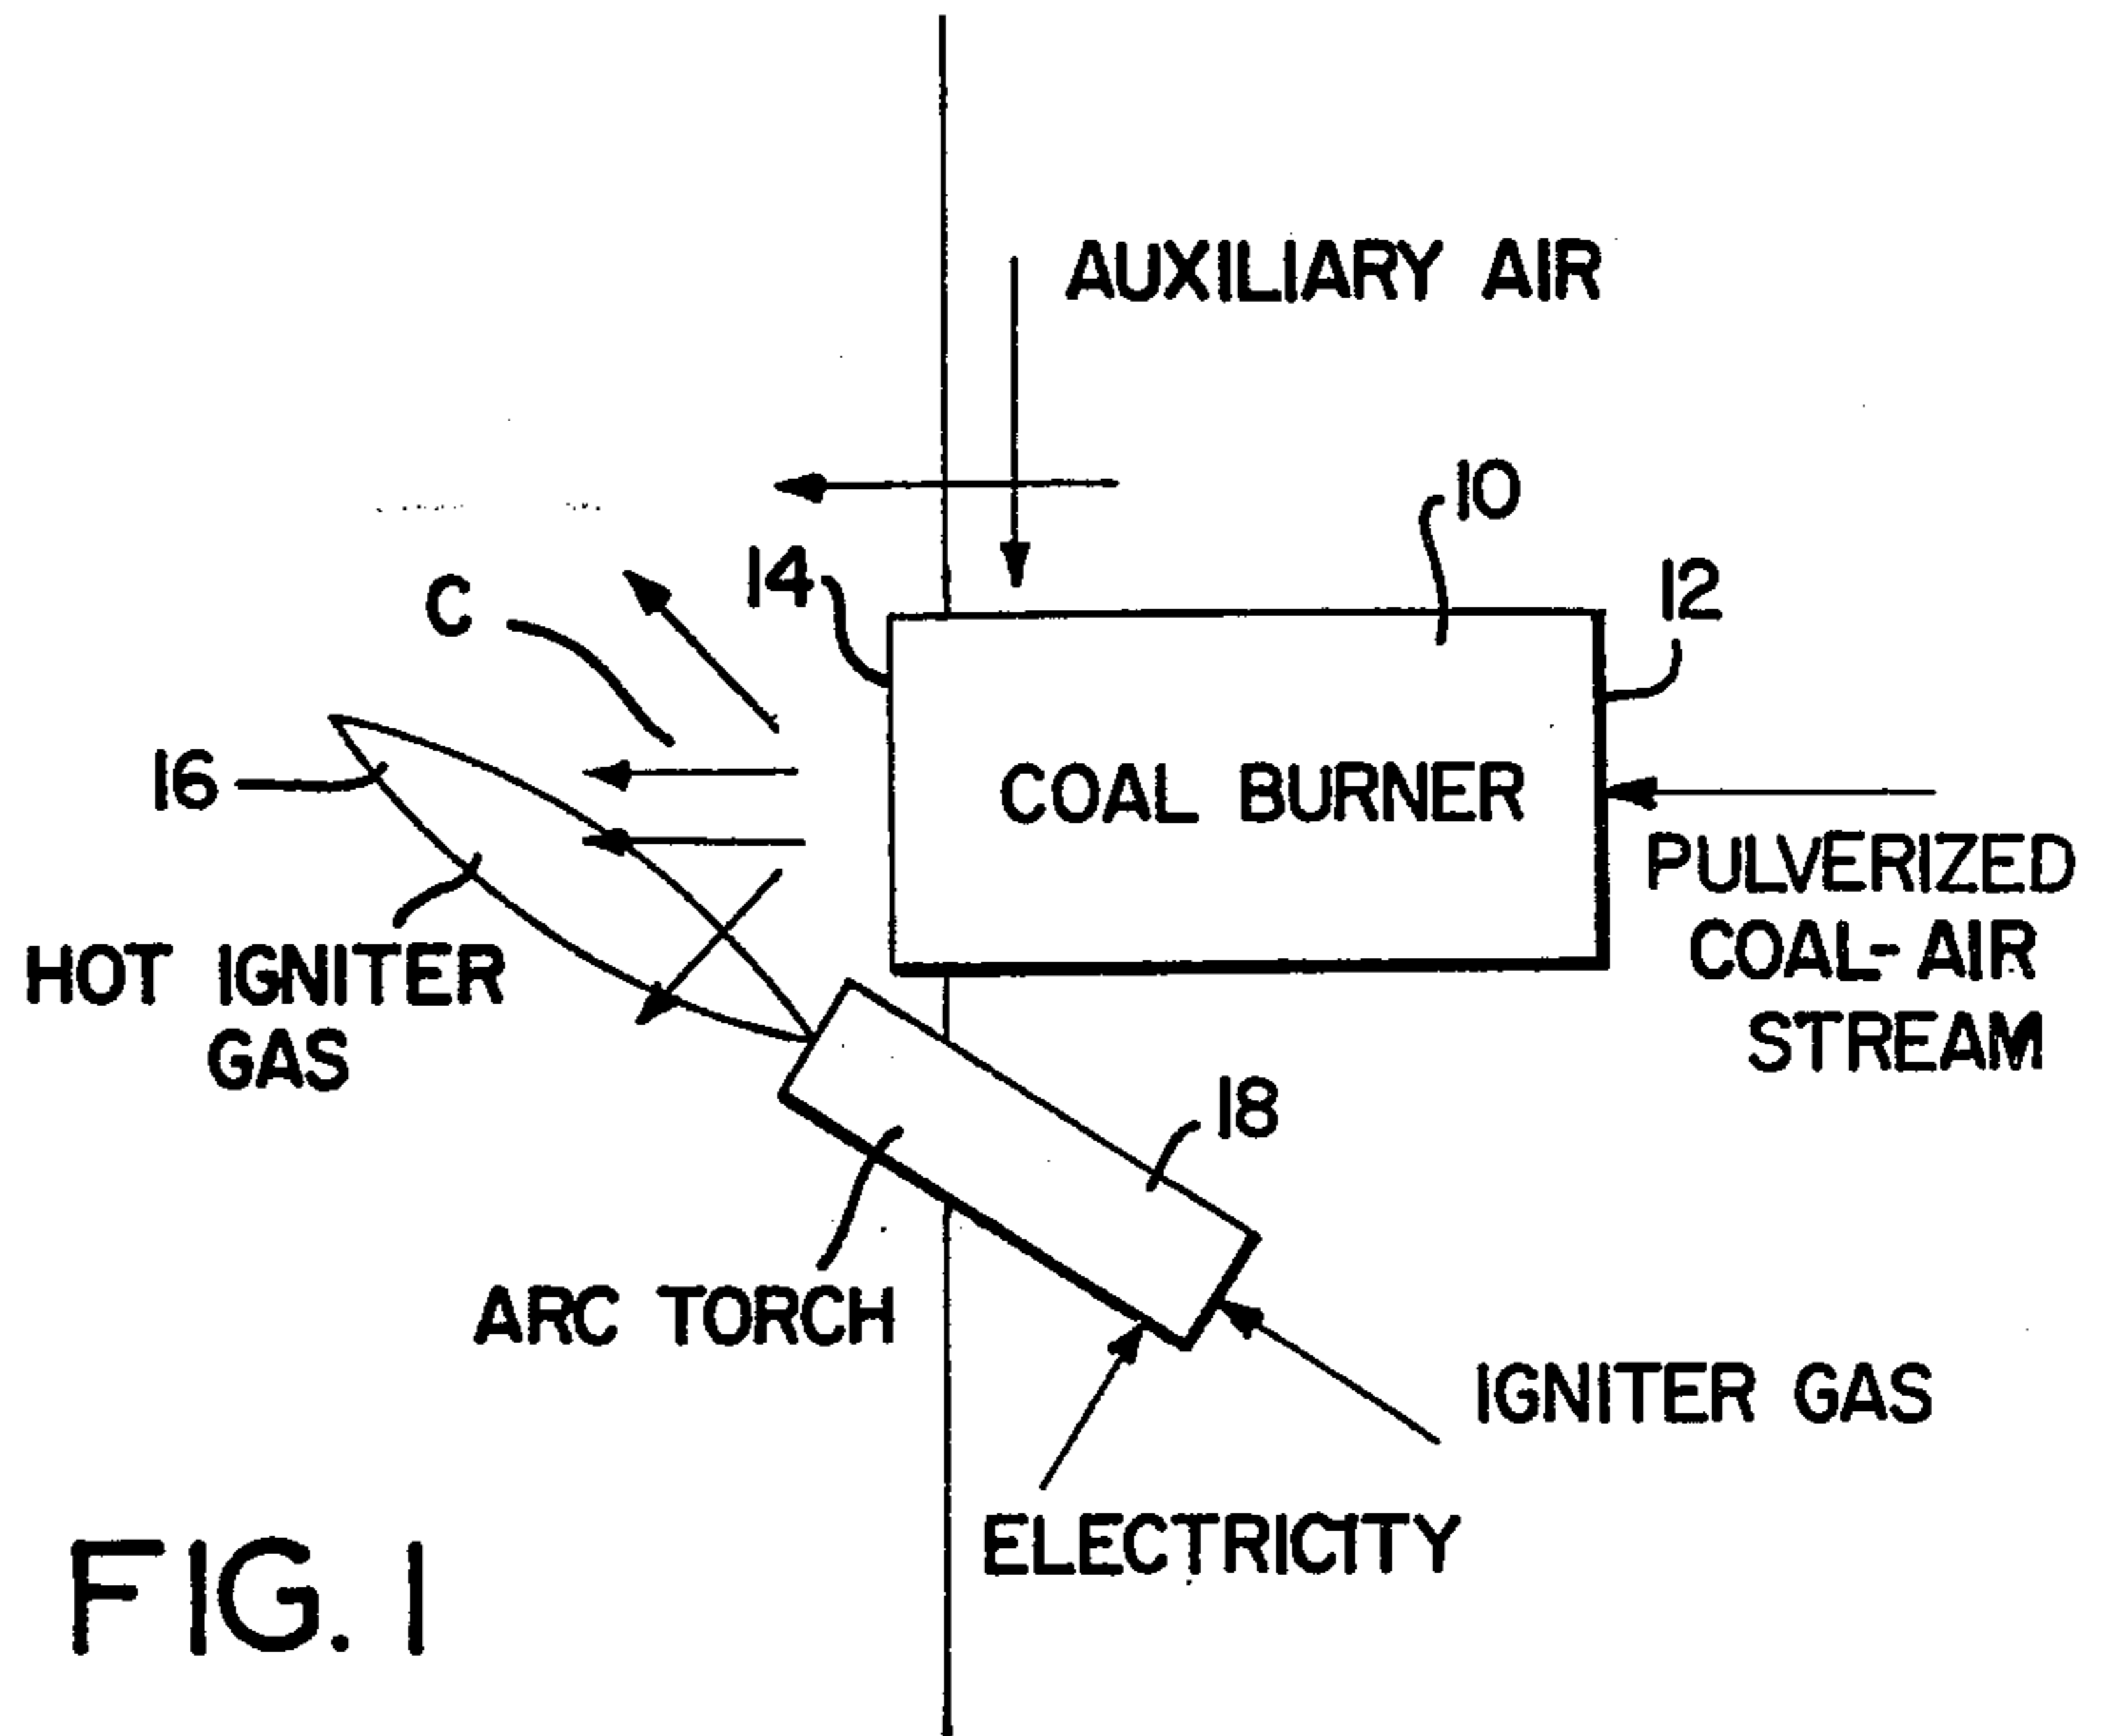 AUXILIARY AIR
10
14
12
C
16
COAL BURNER
PULVERIZED
COAL-AIR
STREAM
HOT IGNITER
GAS
18
ARC TORCH
IGNITER GAS
ELECTRICITY
FIG. 1